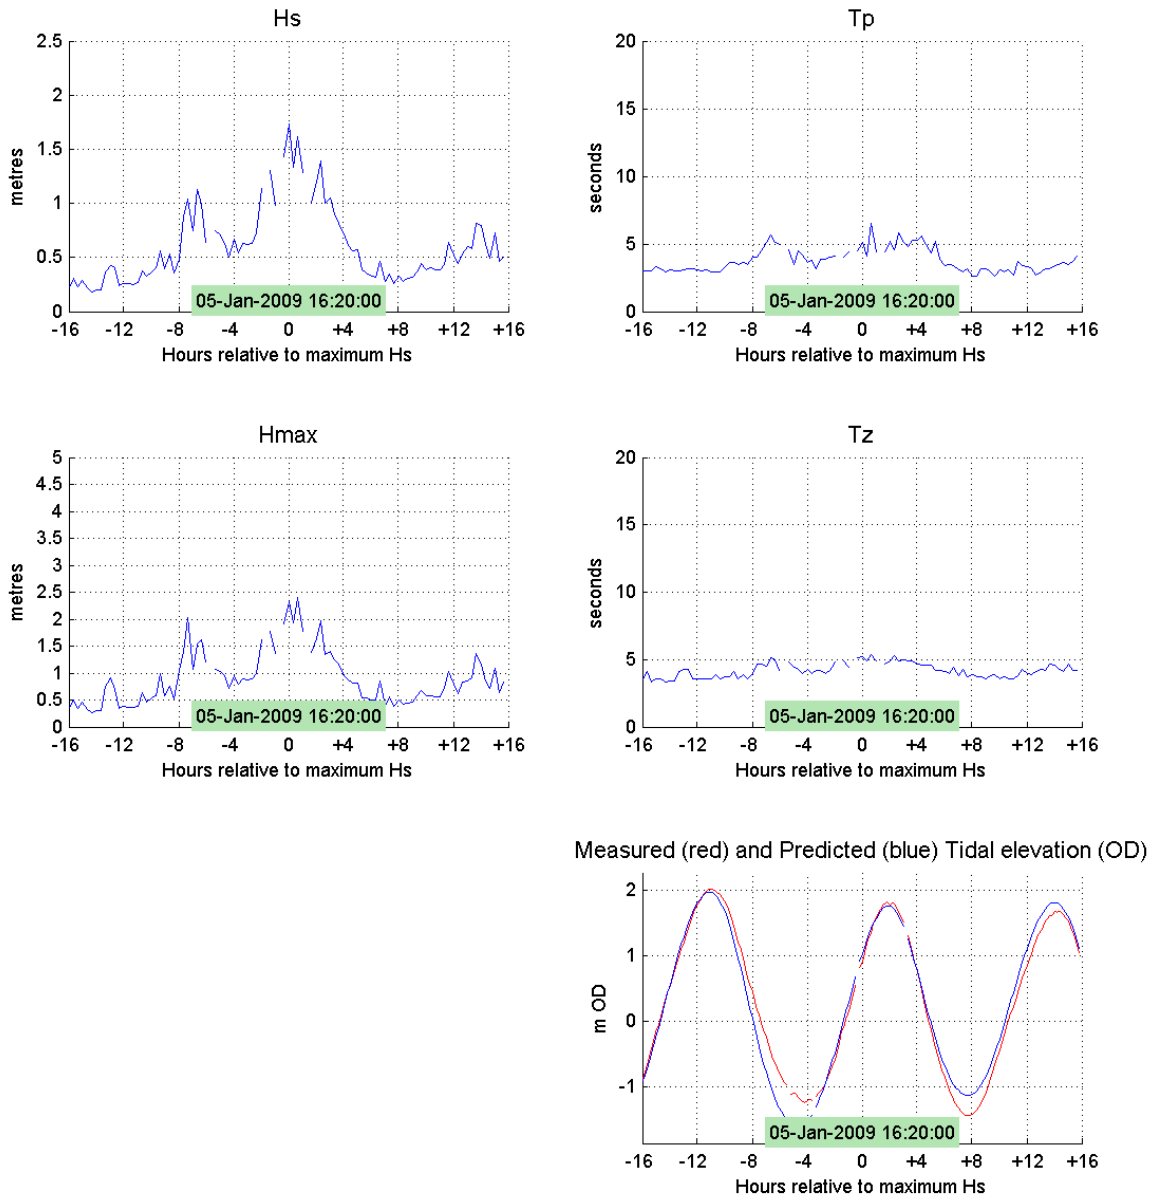 Hs
2.5
2
1.5
1
0.5
0
metres
05-Jan-2009 16:20:00
-16 -12 -8 -4 0 +4 +8 +12 +16
Hours relative to maximum Hs
Tp
20
15
10
5
0
seconds
05-Jan-2009 16:20:00
-16 -12 -8 -4 0 +4 +8 +12 +16
Hours relative to maximum Hs
Hmax
5
4.5
4
3.5
3
2.5
2
1.5
1
0.5
0
metres
05-Jan-2009 16:20:00
-16 -12 -8 -4 0 +4 +8 +12 +16
Hours relative to maximum Hs
Tz
20
15
10
5
0
seconds
05-Jan-2009 16:20:00
-16 -12 -8 -4 0 +4 +8 +12 +16
Hours relative to maximum Hs
Measured (red) and Predicted (blue) Tidal elevation (OD)
2
1
0
-1
m OD
05-Jan-2009 16:20:00
-16 -12 -8 -4 0 +4 +8 +12 +16
Hours relative to maximum Hs